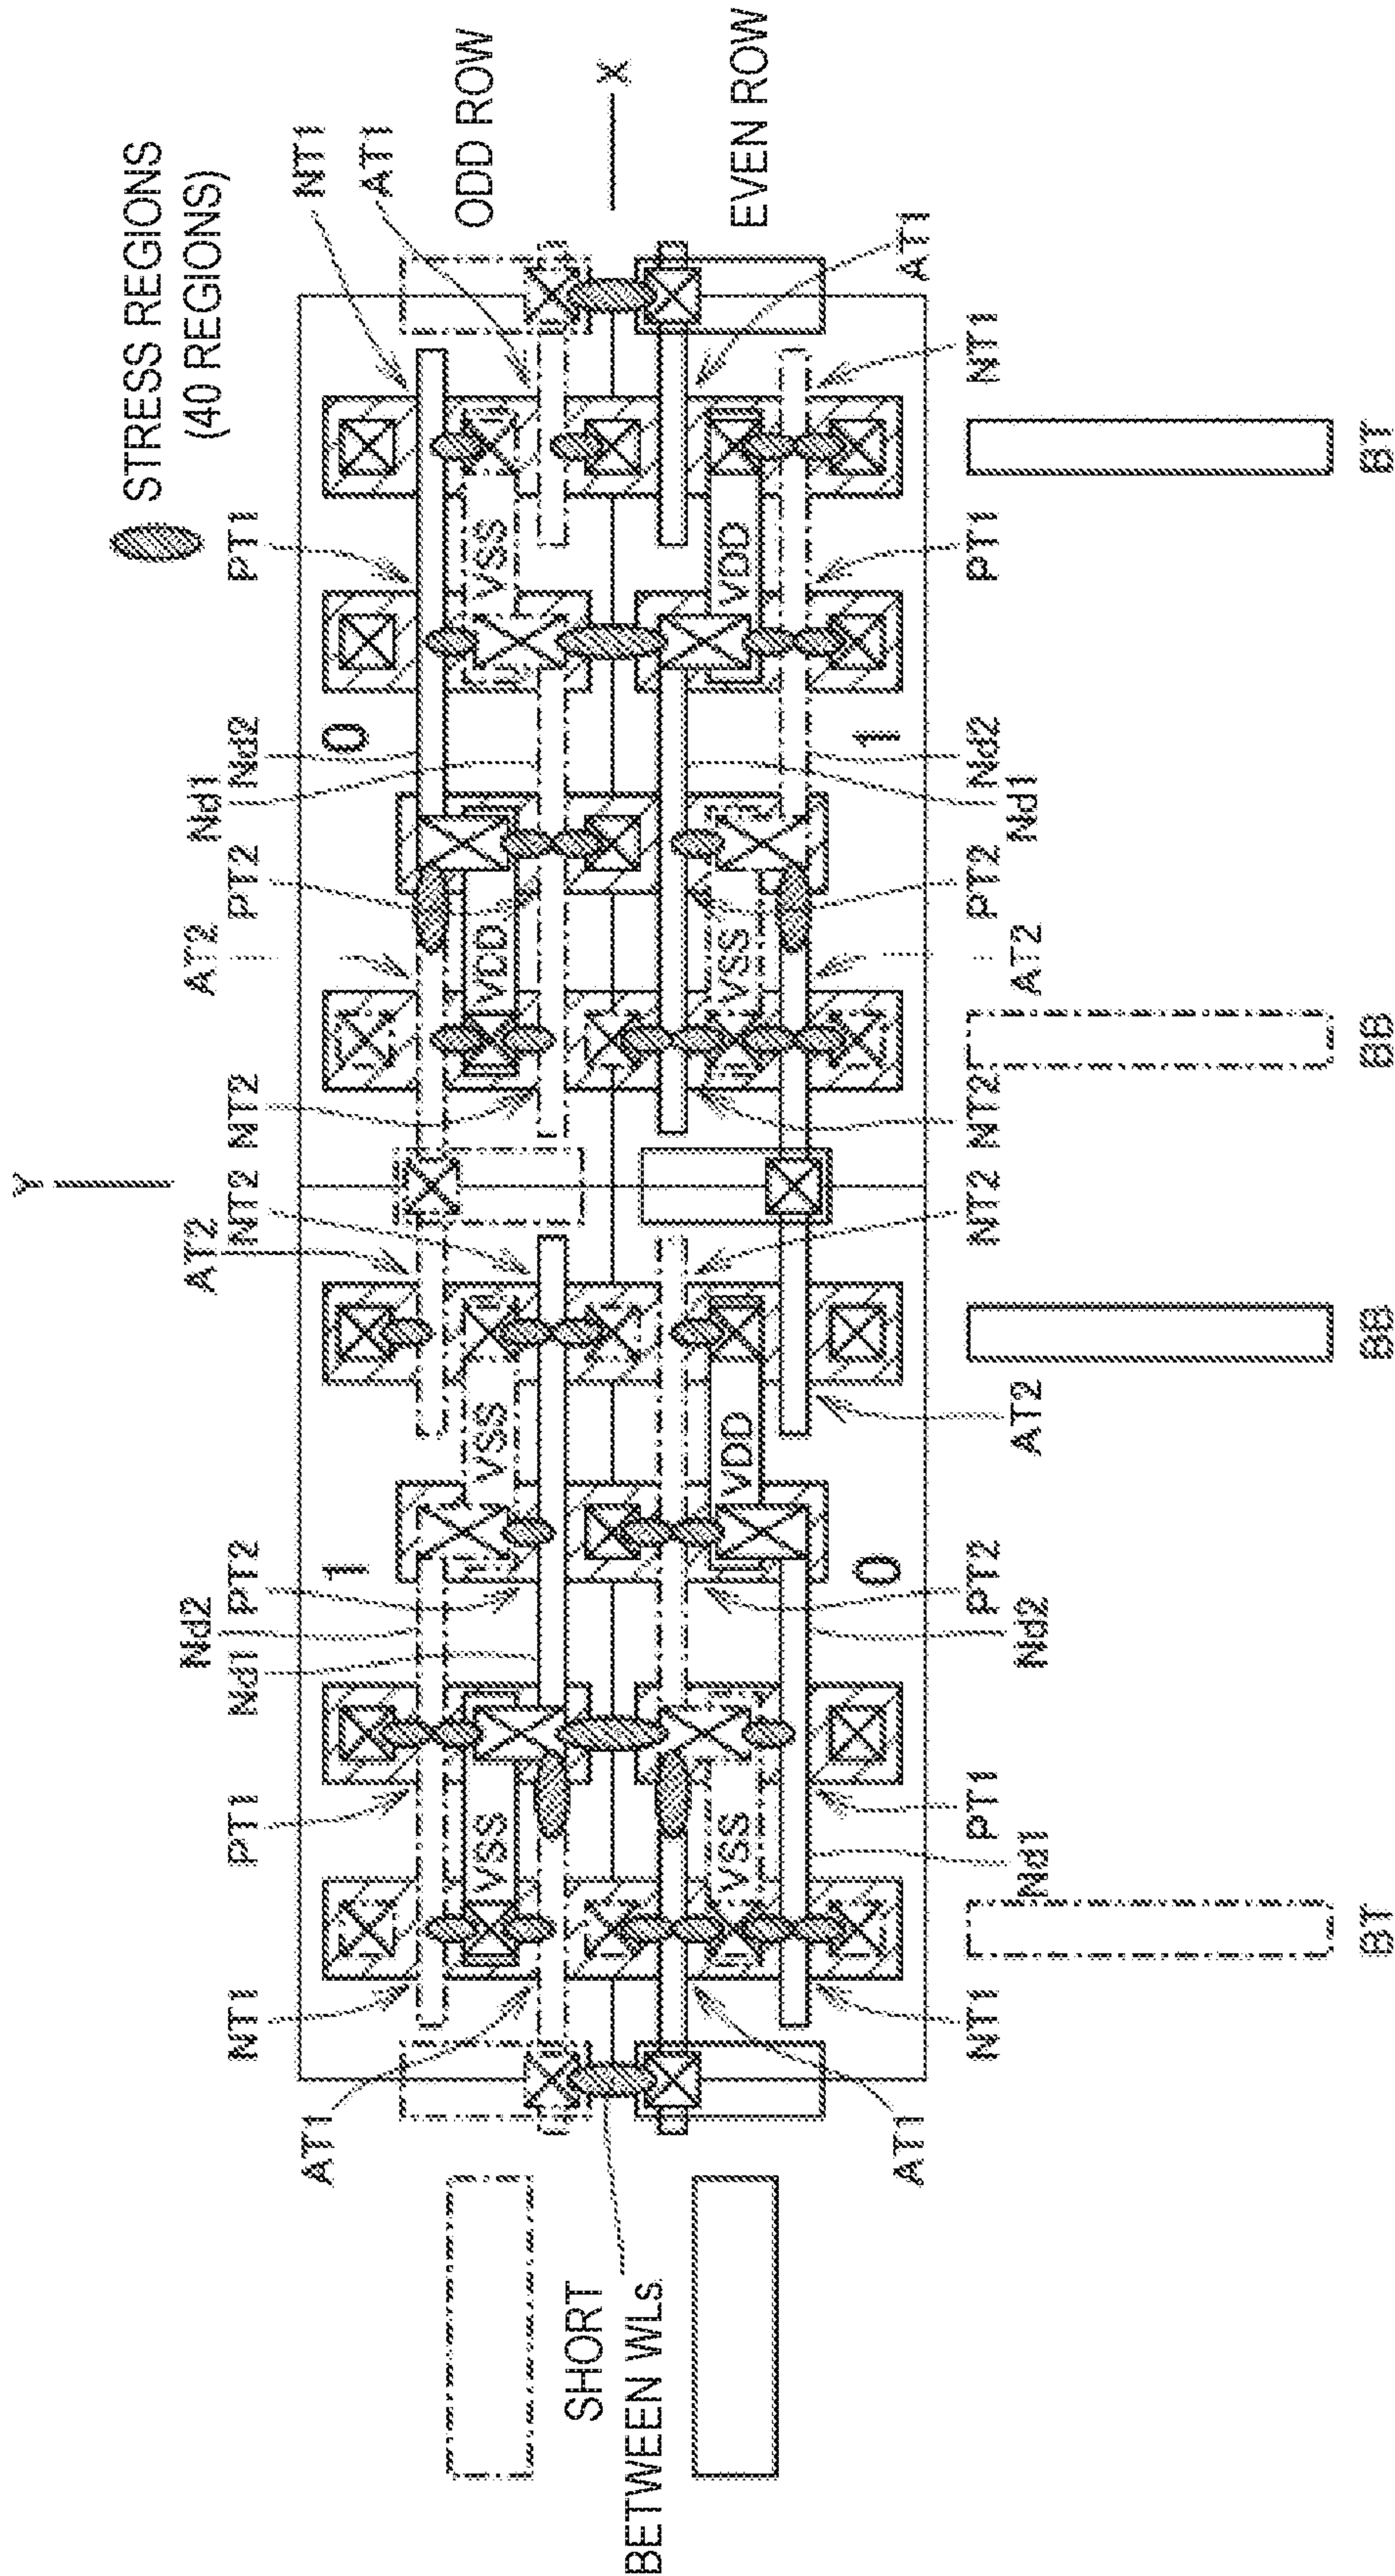 Y
STRESS REGIONS
(40 REGIONS)
Nd2
AT2
AT2
Nd1
NT1
PT1
Nd1
PT2
NT2
NT2
PT2
Nd2
PT1
AT1
NT1
1
0
AT1
ODD ROW
VSS
VSS
VDD
VSS
X
SHORT
BETWEEN WLs
VSS
VDD
VSS
VDD
EVEN ROW
0
1
AT1
AT1
NT1
PT1
PT2
NT2
NT2
PT2
Nd2
PT1
NT1
Nd1
Nd2
AT2
AT2
Nd1
BT
BB
BB
BT